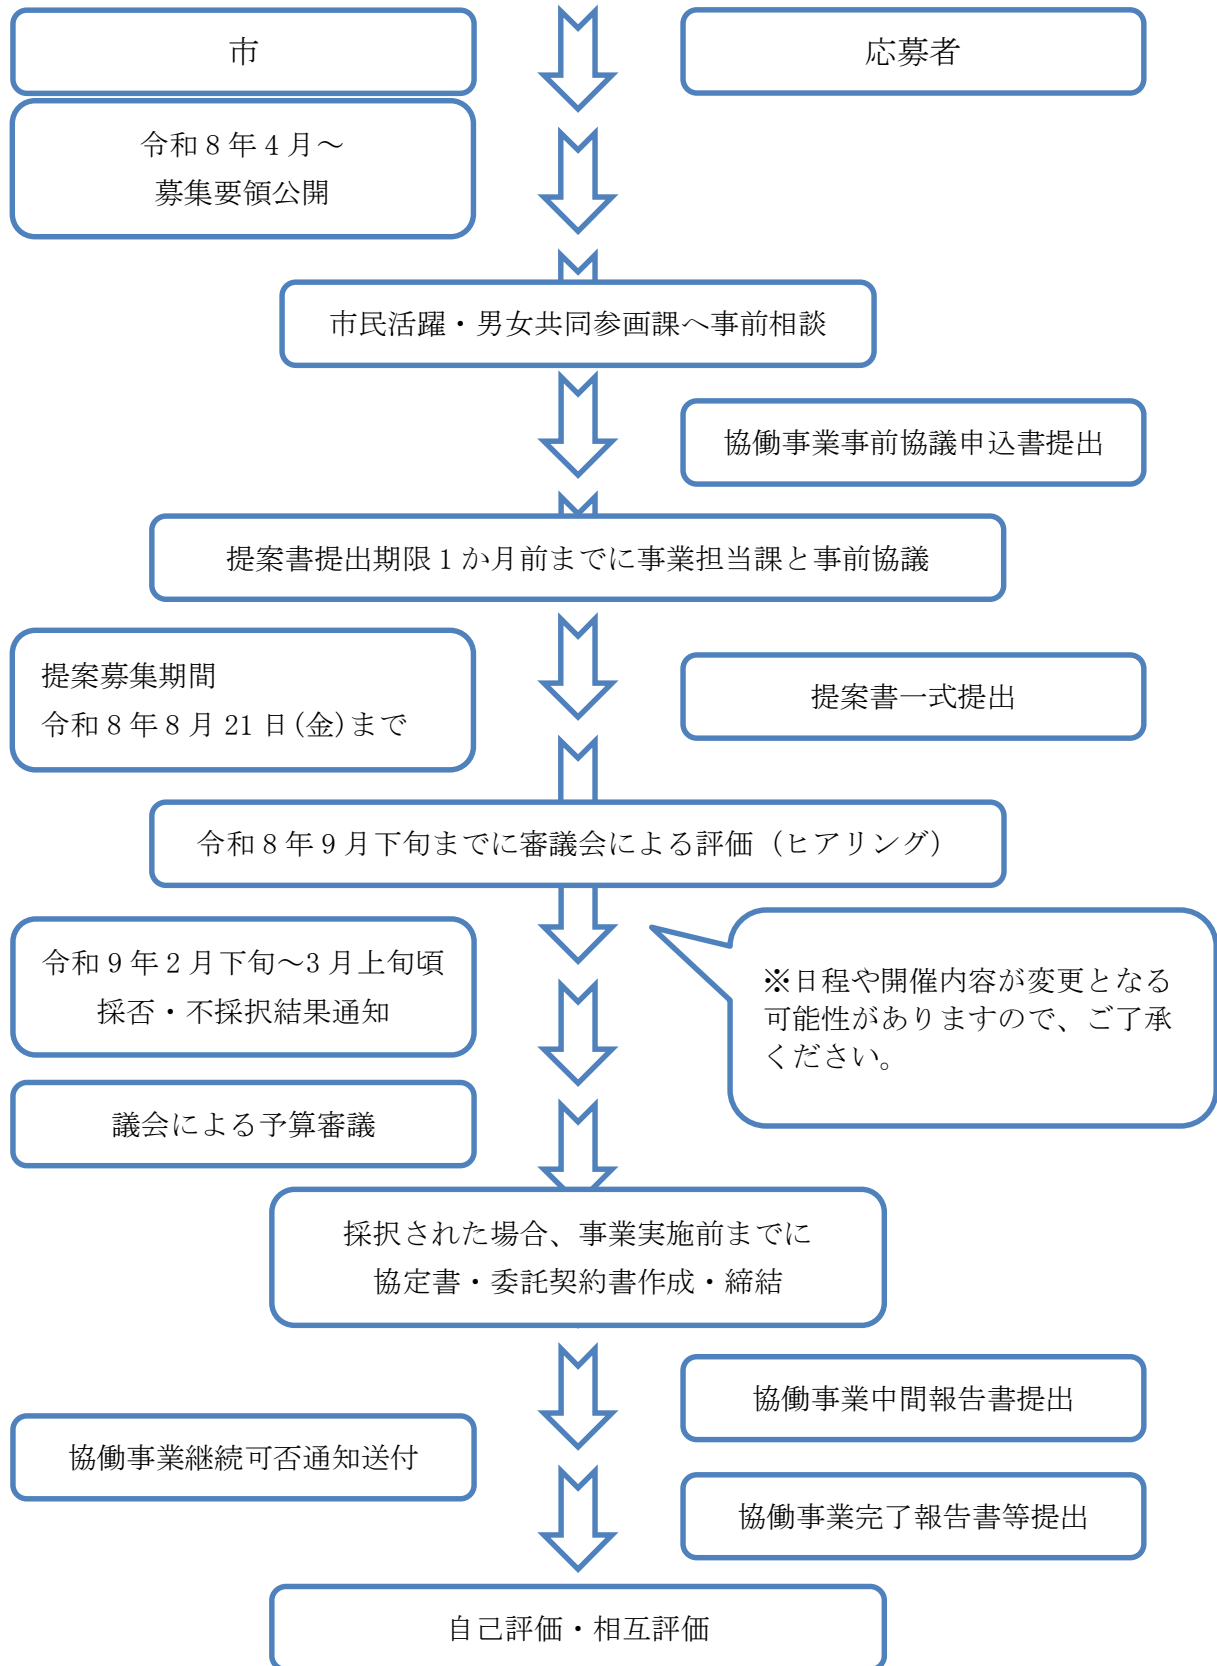 市
応募者
令和8年4月～
募集要領公開
市民活躍・男女共同参画課へ事前相談
協働事業事前協議申込書提出
提案書提出期限1か月前までに事業担当課と事前協議
提案募集期間
令和8年8月21日(金)まで
提案書一式提出
令和8年9月下旬までに審議会による評価（ヒアリング）
令和9年2月下旬～3月上旬頃
採否・不採択結果通知
※日程や開催内容が変更となる
可能性がありますので、ご了承
ください。
議会による予算審議
採択された場合、事業実施前までに
協定書・委託契約書作成・締結
協働事業中間報告書提出
協働事業継続可否通知送付
協働事業完了報告書等提出
自己評価・相互評価